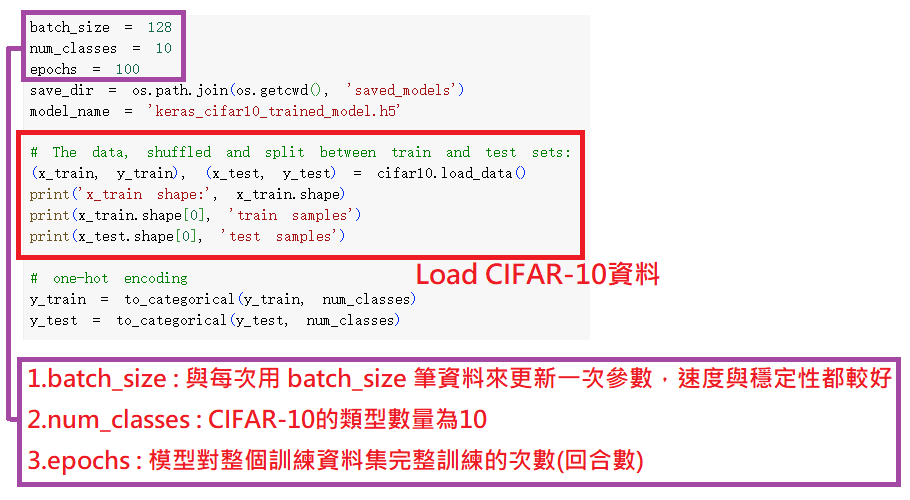 batch_size = 128
num_classes = 10
epochs = 100
save_dir = os.path.join(os.getcwd(), 'saved_models')
model_name = 'keras_cifar10_trained_model.h5'
# The data, shuffled and split between train and test sets:
(x_train, y_train), (x_test, y_test) = cifar10.load_data()
print('x_train shape:', x_train.shape)
print(x_train.shape[0], 'train samples')
print(x_test.shape[0], 'test samples')
Load CIFAR-10資料
# one-hot encoding
y_train = to_categorical(y_train, num_classes)
y_test = to_categorical(y_test, num_classes)
1.batch_size : 與每次用 batch_size 筆資料來更新一次參數，速度與穩定性都較好
2.num_classes : CIFAR-10的類型數量為10
3.epochs : 模型對整個訓練資料集完整訓練的次數(回合數)